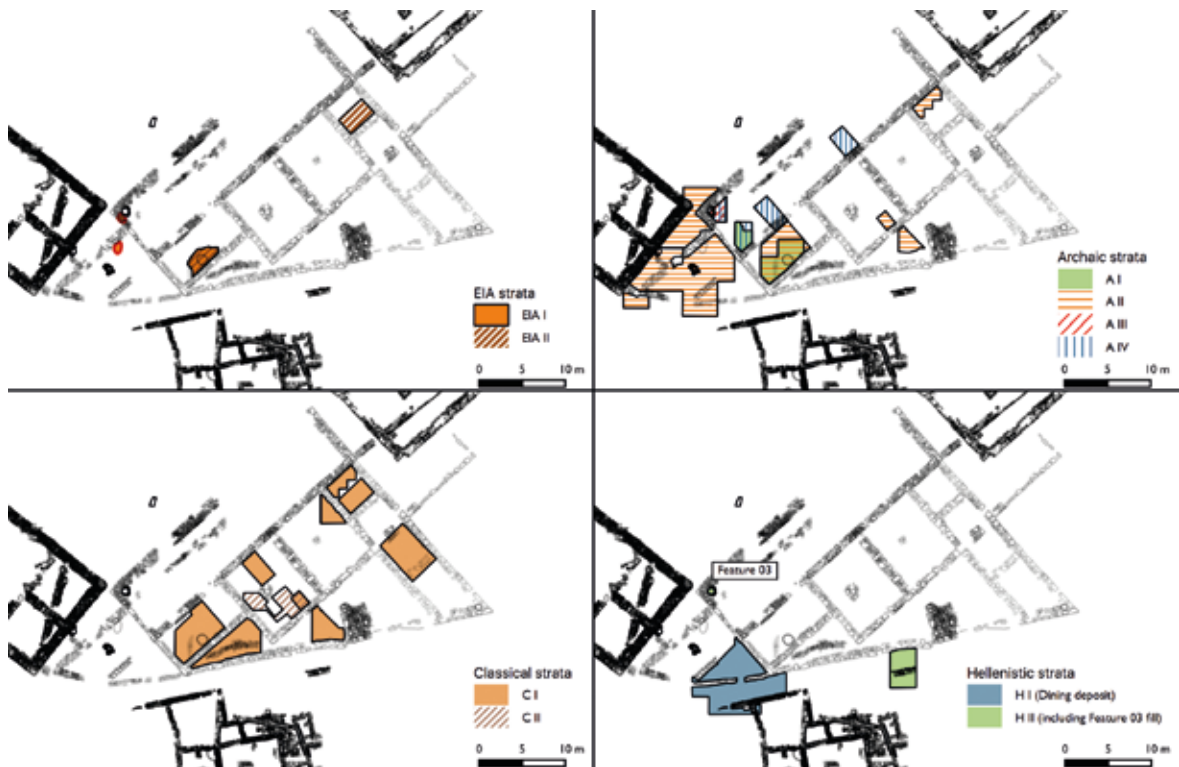 EIA strata
EIA I
EIA II
0 5 10 m
Archaic strata
A I
A II
A III
A IV
0 5 10 m
Classical strata
C I
C II
0 5 10 m
Feature 03
Hellenistic strata
H I (Dining deposit)
H II (including Feature 03 fill)
0 5 10 m